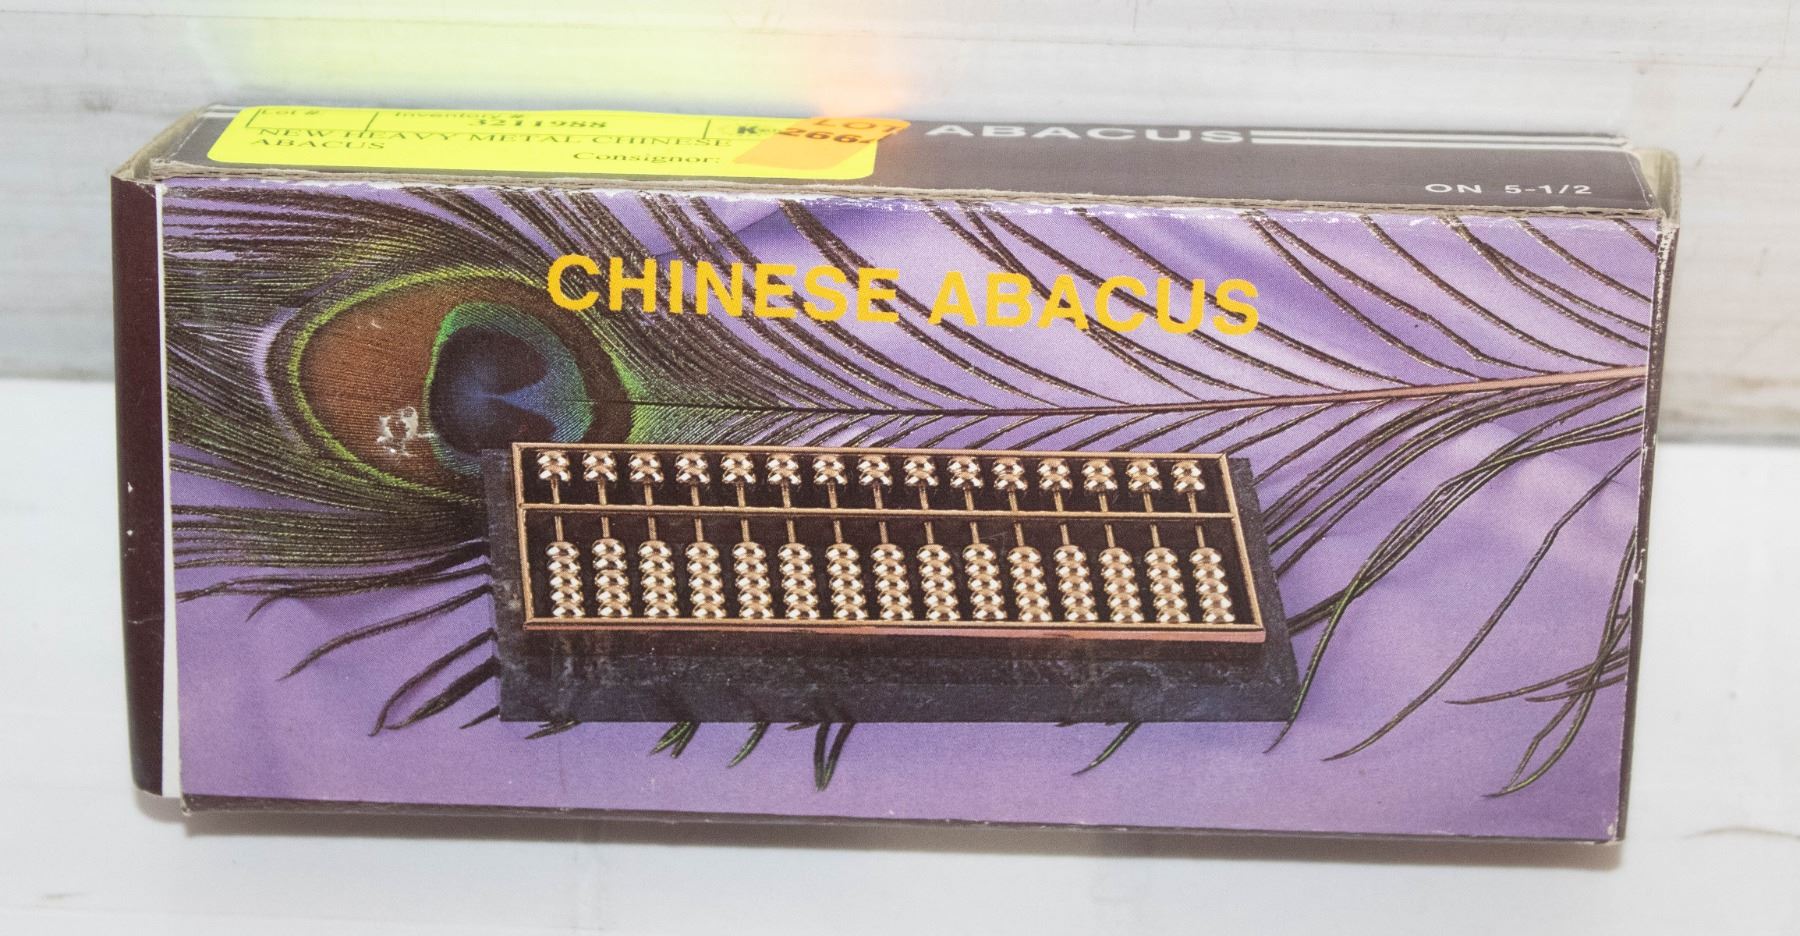 Lot # Inventory #
3211988
NEW HEAVY METAL CHINESE
ABACUS
Consignor:
LOT
ABACUS
ON 5-1/2
CHINESE ABACUS